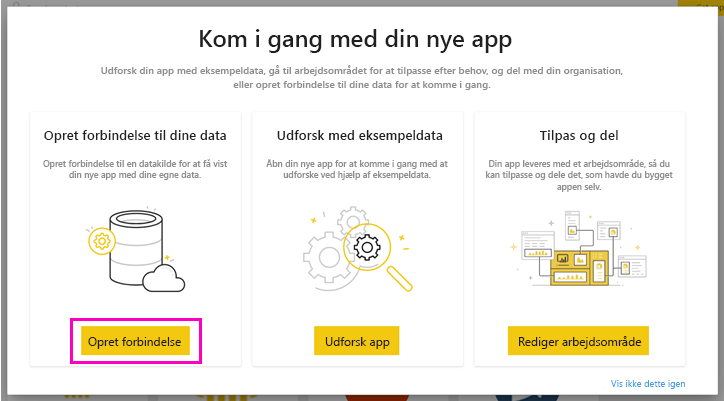 Kom i gang med din nye app
Udforsk din app med eksempeldata, gå til arbejdsområdet for at tilpasse efter behov, og del med din organisation,
eller opret forbindelse til dine data for at komme i gang.
Opret forbindelse til dine data
Opret forbindelse til en datakilde for at få vist
din nye app med dine egne data.
Opret forbindelse
Udforsk med eksempeldata
Åbn din nye app for at komme i gang med at
udforske ved hjælp af eksempeldata.
Udforsk app
Tilpas og del
Din app leveres med et arbejdsområde, så du
kan tilpasse og dele det, som havde du bygget
appen selv.
Rediger arbejdsområde
Vis ikke dette igen